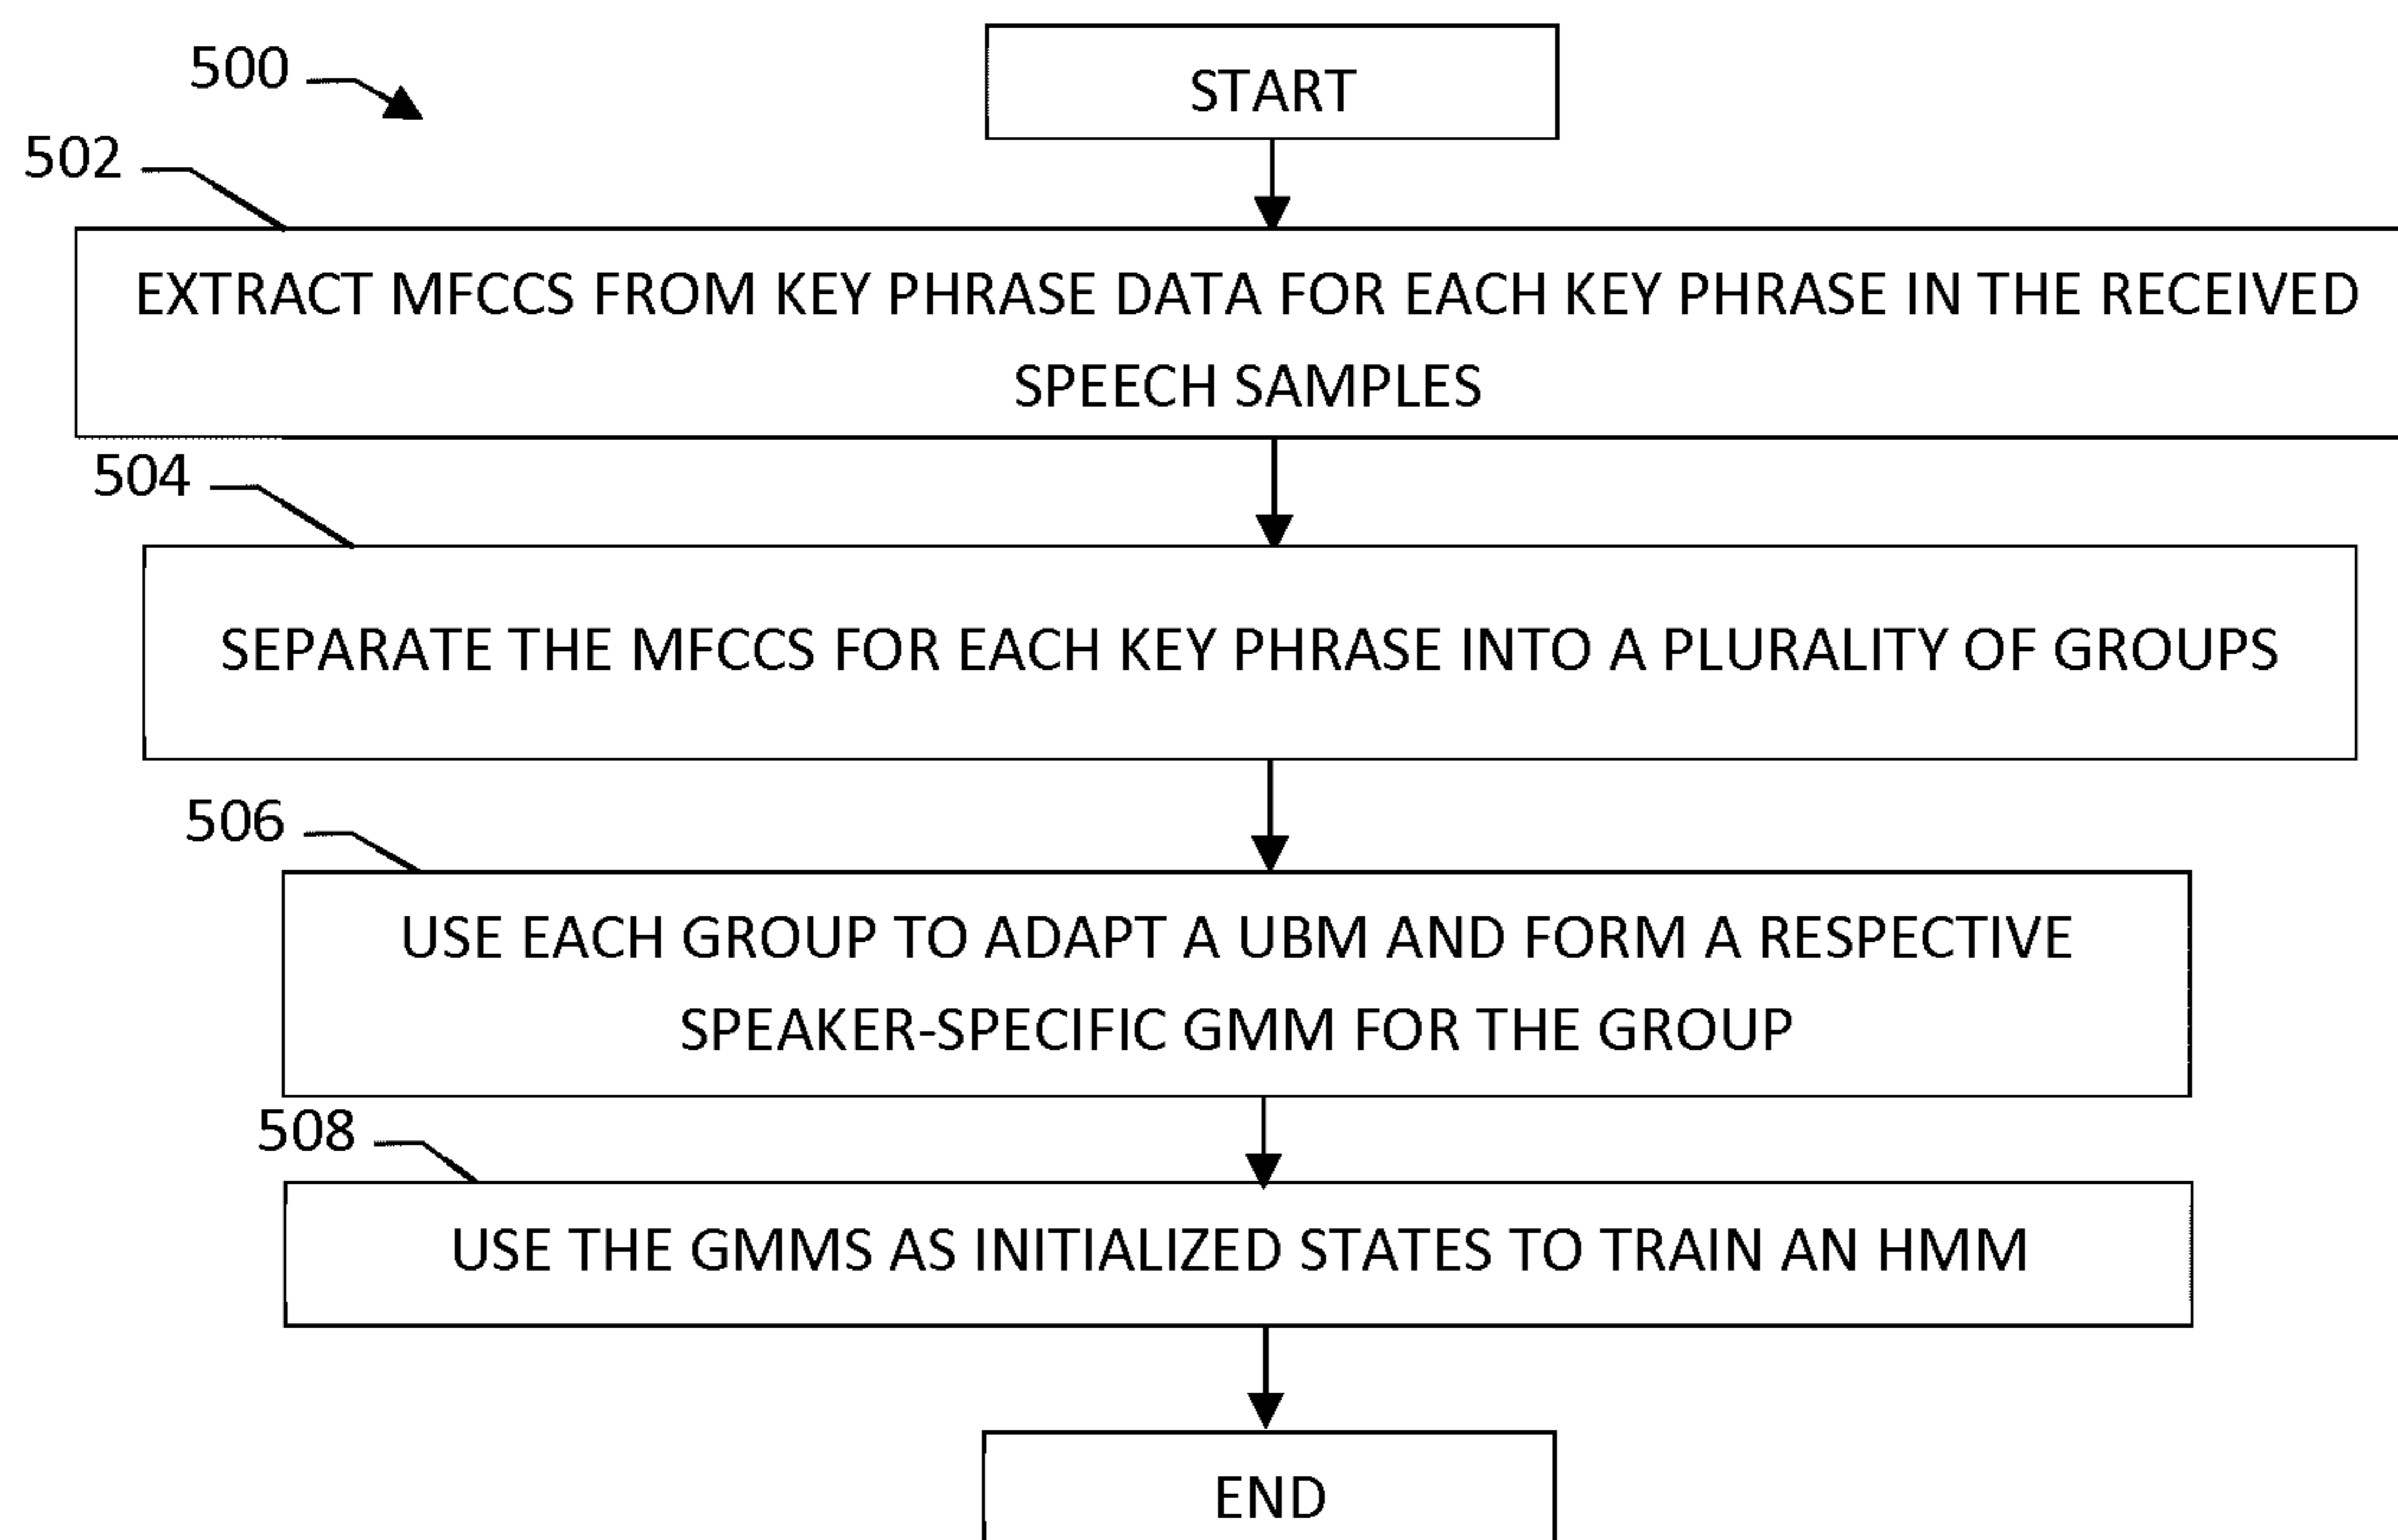 500
START
502
EXTRACT MFCCS FROM KEY PHRASE DATA FOR EACH KEY PHRASE IN THE RECEIVED
SPEECH SAMPLES
504
SEPARATE THE MFCCS FOR EACH KEY PHRASE INTO A PLURALITY OF GROUPS
506
USE EACH GROUP TO ADAPT A UBM AND FORM A RESPECTIVE
SPEAKER-SPECIFIC GMM FOR THE GROUP
508
USE THE GMMS AS INITIALIZED STATES TO TRAIN AN HMM
END